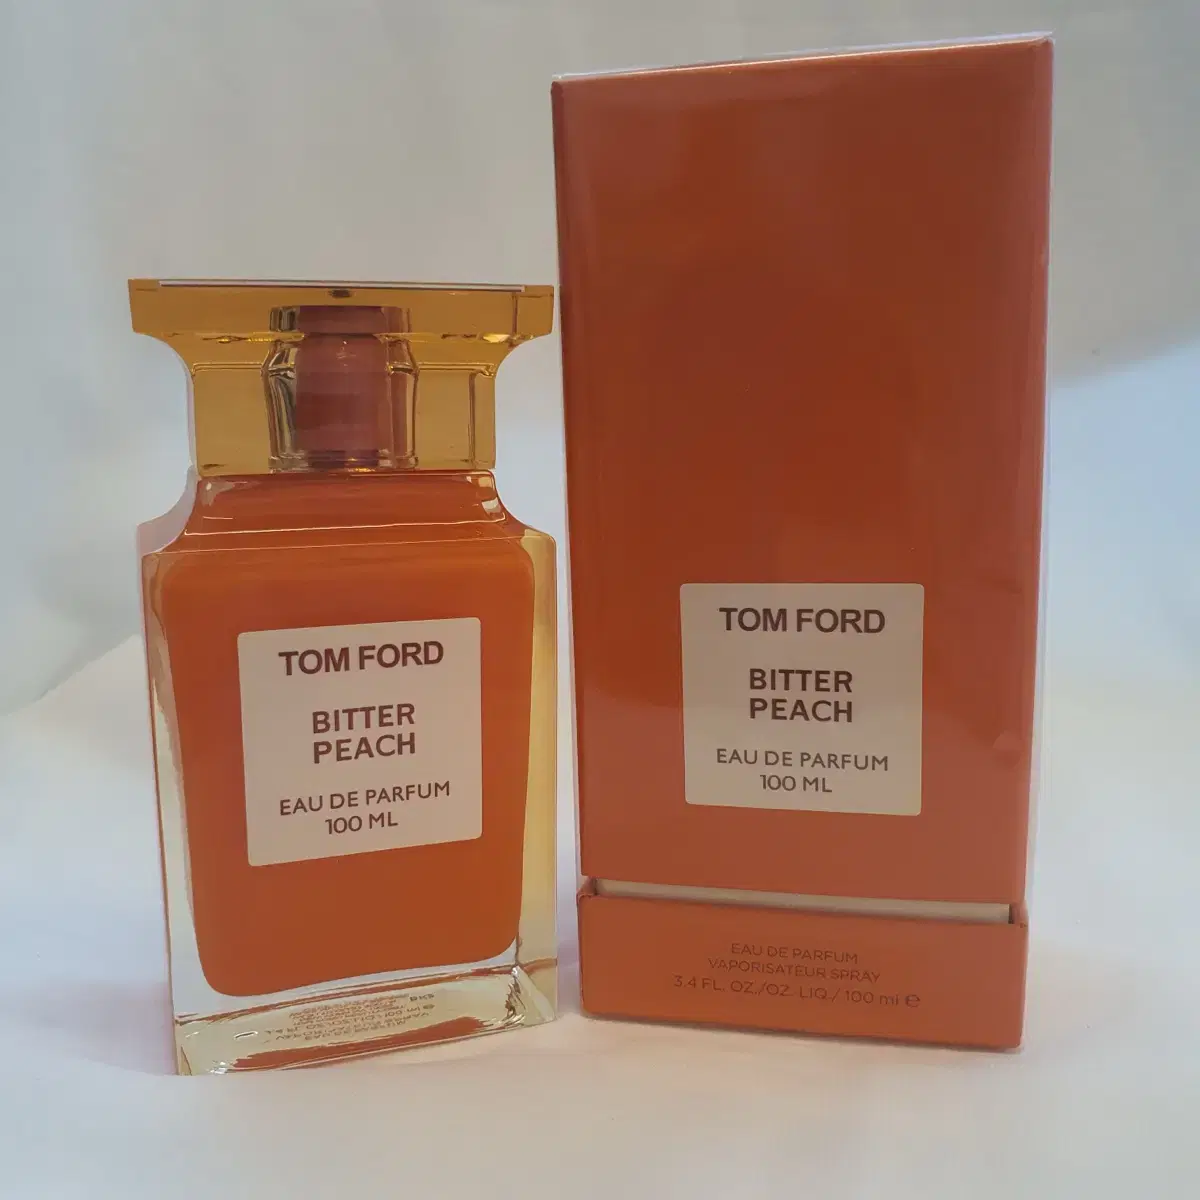 TOM FORD
BITTER
PEACH
EAU DE PARFUM
100 ML
TOM FORD
BITTER
PEACH
EAU DE PARFUM
100 ML
EAU DE PARFUM
VAPORISATEUR SPRAY
3.4 FL. OZ./OZ. LIQ./ 100 ml ℮